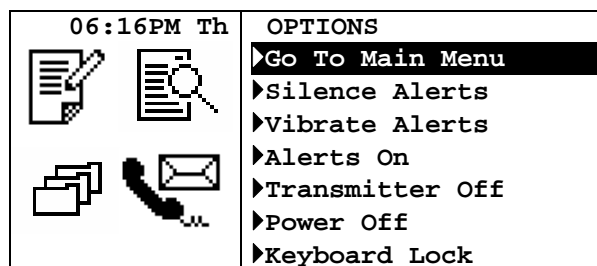 06:16PM Th
OPTIONS
Go To Main Menu
Silence Alerts
Vibrate Alerts
Alerts On
Transmitter Off
Power Off
Keyboard Lock